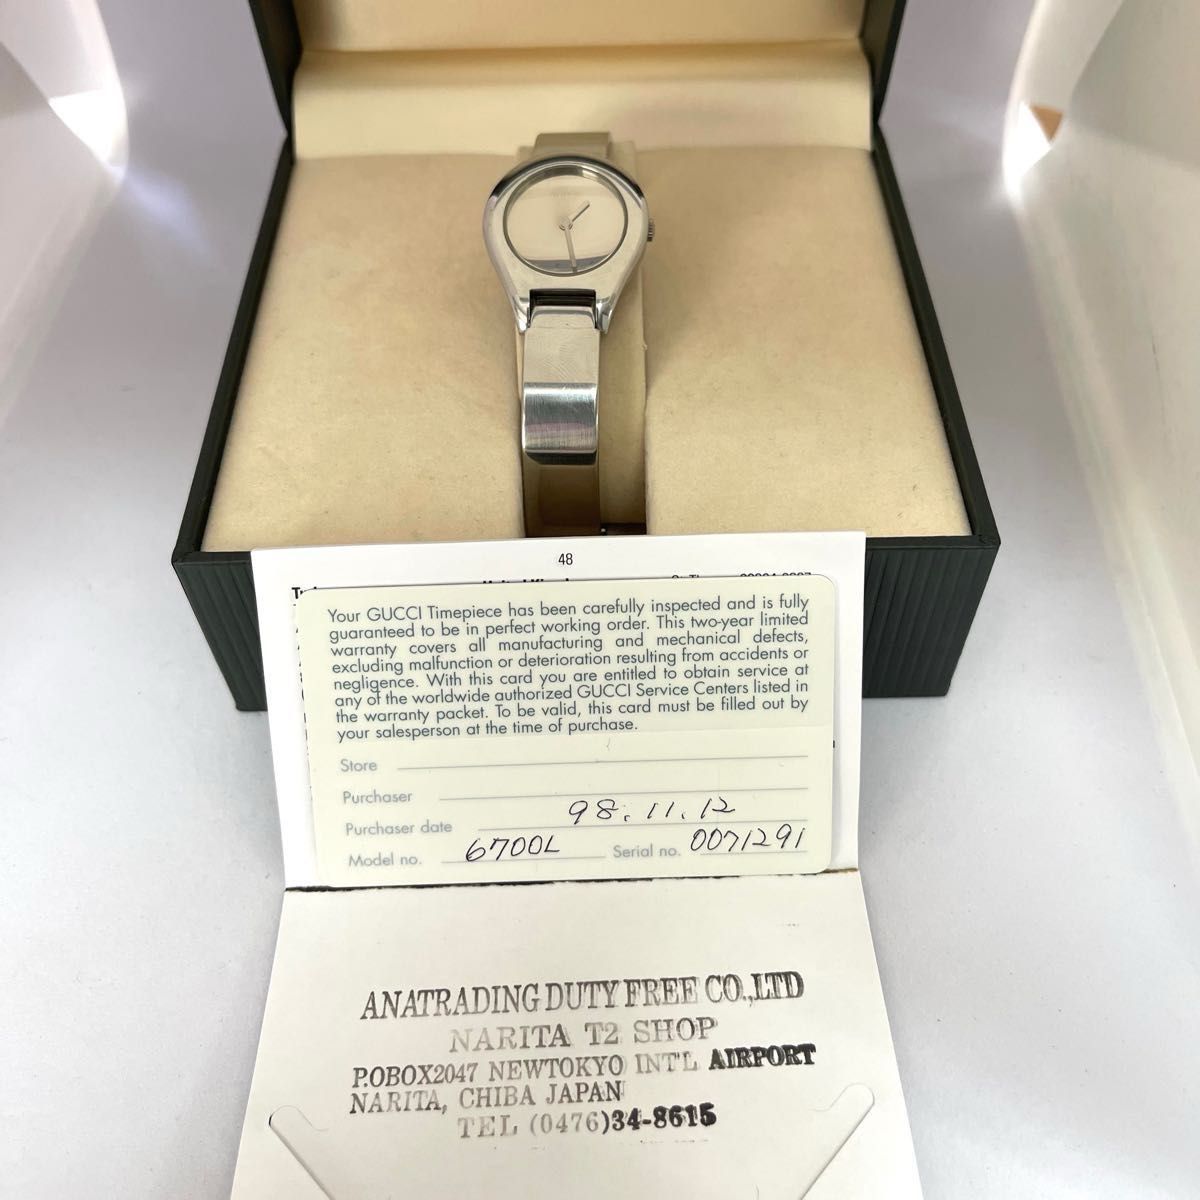 48
Your GUCCI Timepiece has been carefully inspected and is fully
guaranteed to be in perfect working order. This two-year limited
warranty covers all manufacturing and mechanical defects,
excluding malfunction or deterioration resulting from accidents or
negligence. With this card you are entitled to obtain service at
any of the worldwide authorized GUCCI Service Centers listed in
the warranty packet. To be valid, this card must be filled out by
your salesperson at the time of purchase.
Store
Purchaser
Purchaser date 98.11.12
Model no. 6700L Serial no. 0071291
ANATRADING DUTY FREE CO.,LTD
NARITA T2 SHOP
P.OBOX2047 NEWTOKYO INT'L AIRPORT
NARITA, CHIBA JAPAN
TEL (0476)34-8615